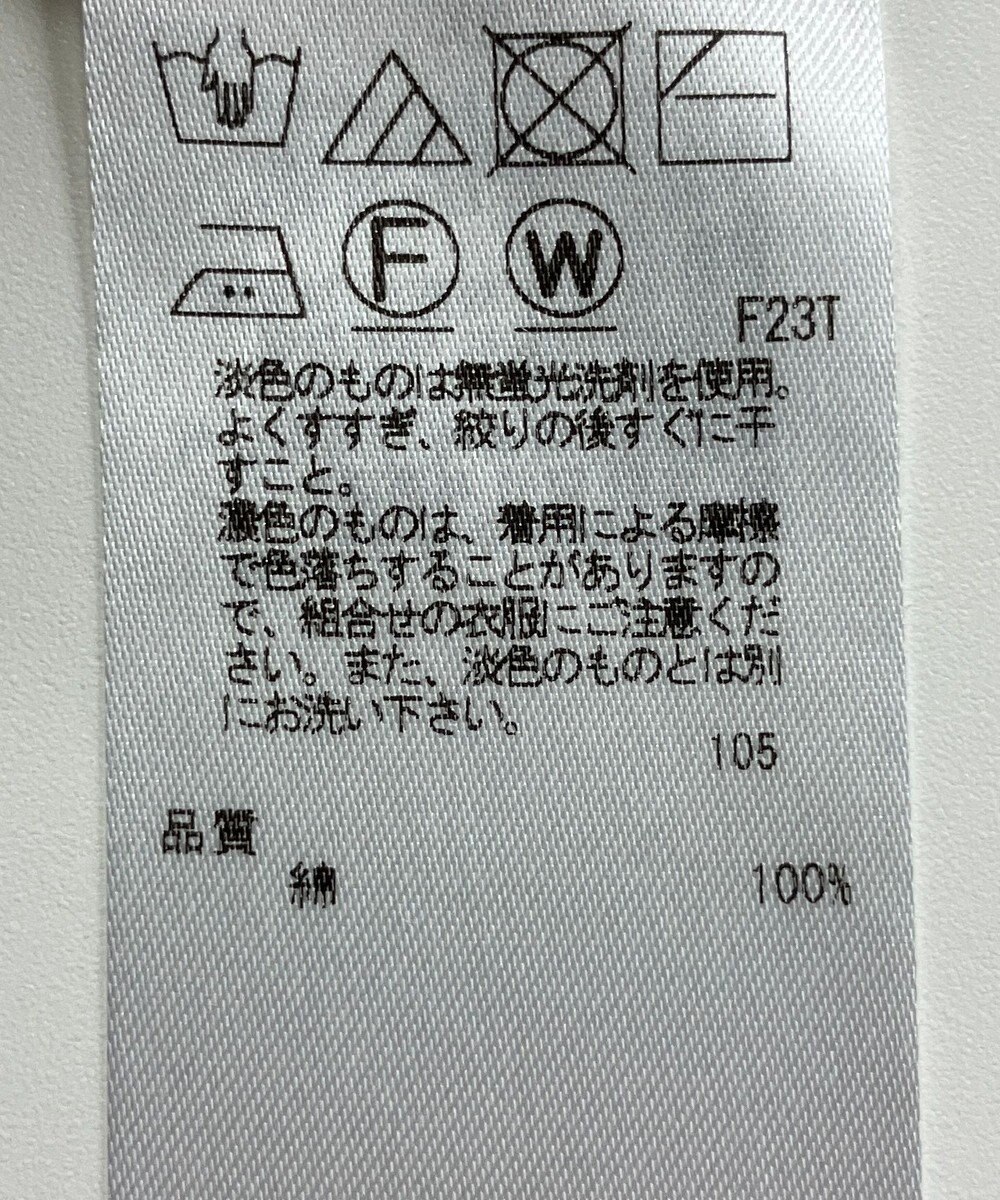 F W
F23T
淡色のものは無蛍光洗剤を使用。
よくすすぎ、絞りの後すぐに干
すこと。
濃色のものは、着用による摩擦
で色落ちすることがありますの
で、組合せの衣服にご注意くだ
さい。また、淡色のものとは別
にお洗い下さい。
105
品質
綿 100%